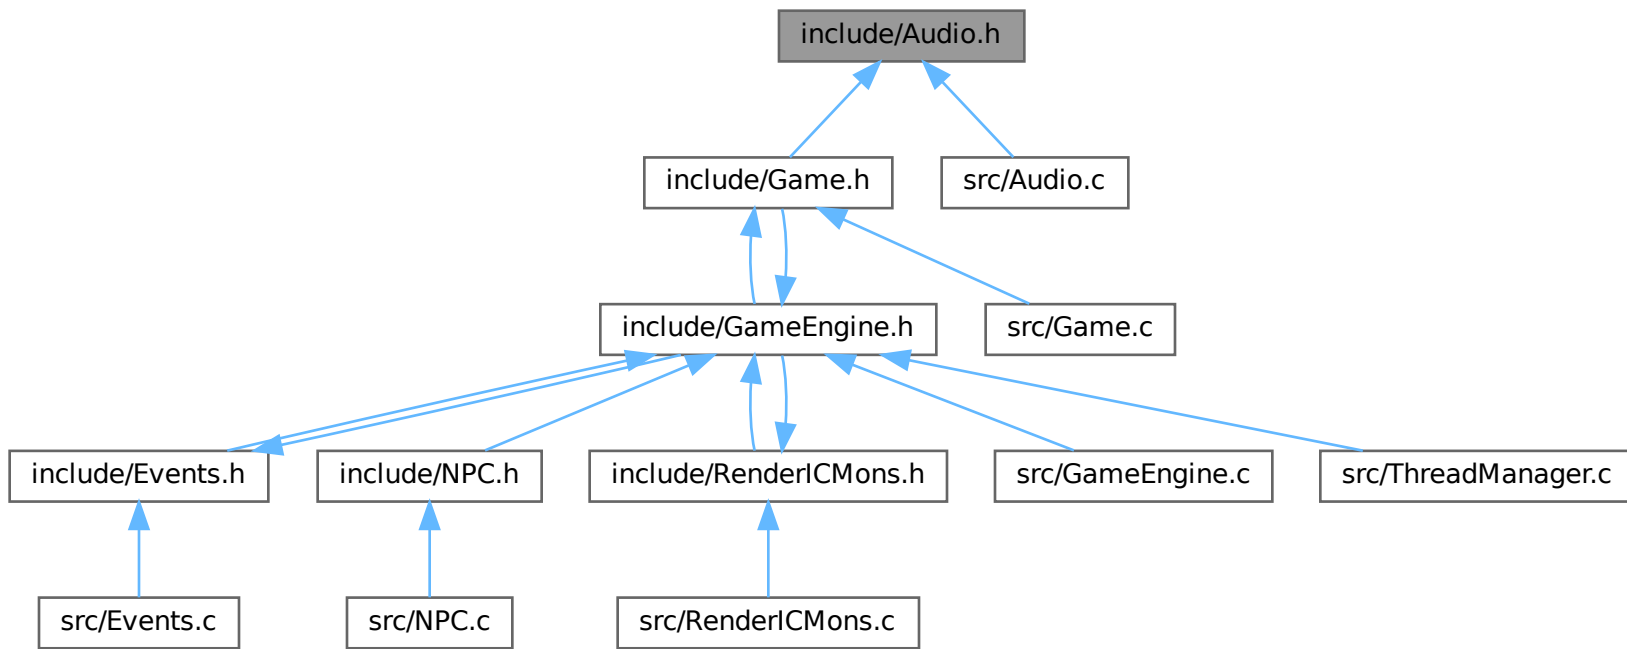 include/Audio.h
include/Game.h
src/Audio.c
include/GameEngine.h
src/Game.c
include/Events.h
include/NPC.h
include/RenderICMons.h
src/GameEngine.c
src/ThreadManager.c
src/Events.c
src/NPC.c
src/RenderICMons.c